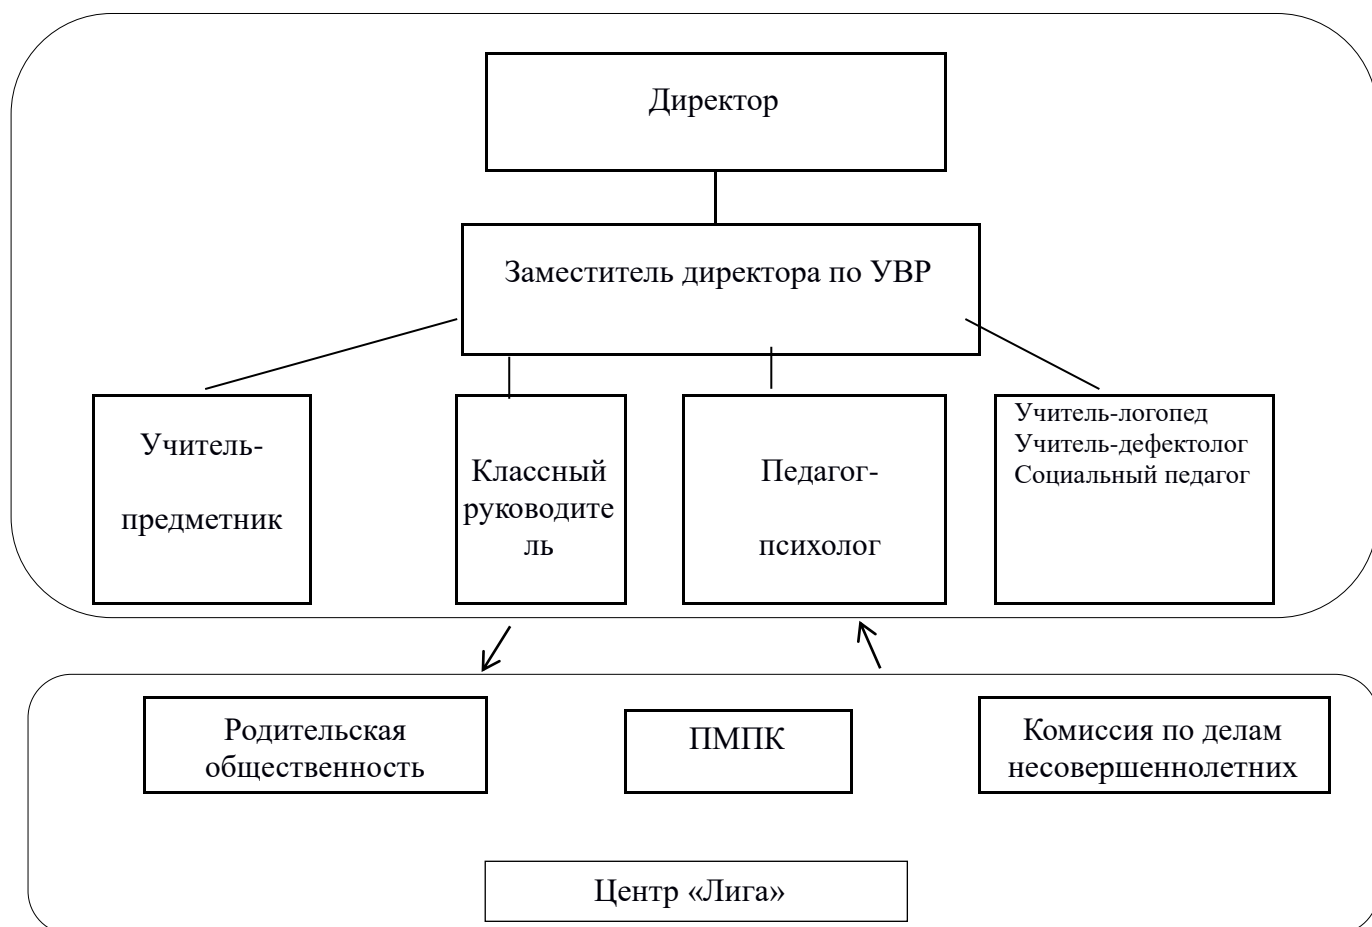 Директор
Заместитель директора по УВР
Учитель-
предметник
Классный
руководите
ль
Педагог-
психолог
Учитель-логопед
Учитель-дефектолог
Социальный педагог
Родительская
общественность
ПМПК
Комиссия по делам
несовершеннолетних
Центр «Лига»